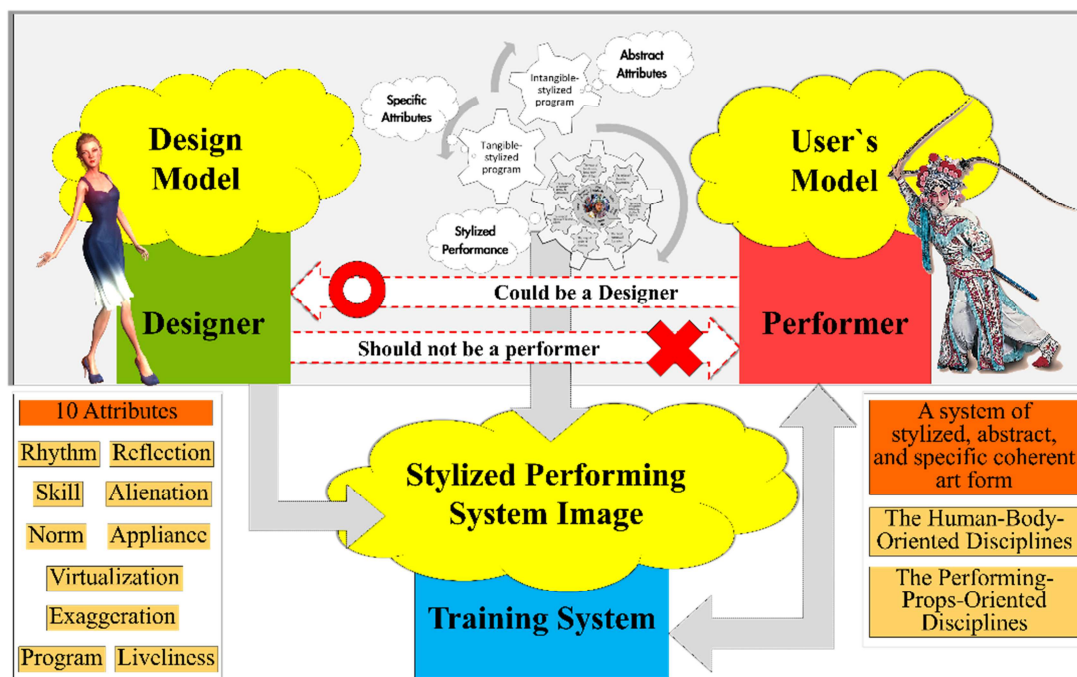 Abstract
Attributes
Intangible-
stylized
program
Specific
Attributes
Tangible-
stylized
program
Stylized
Performance
Design
Model
User`s
Model
Could be a Designer
Should not be a performer
Designer
Performer
10 Attributes
Rhythm Reflection
Skill Alienation
Norm Appliance
Virtualization
Exaggeration
Program Liveliness
Stylized Performing
System Image
Training System
A system of
stylized, abstract,
and specific coherent
art form
The Human-Body-
Oriented Disciplines
The Performing-
Props-Oriented
Disciplines